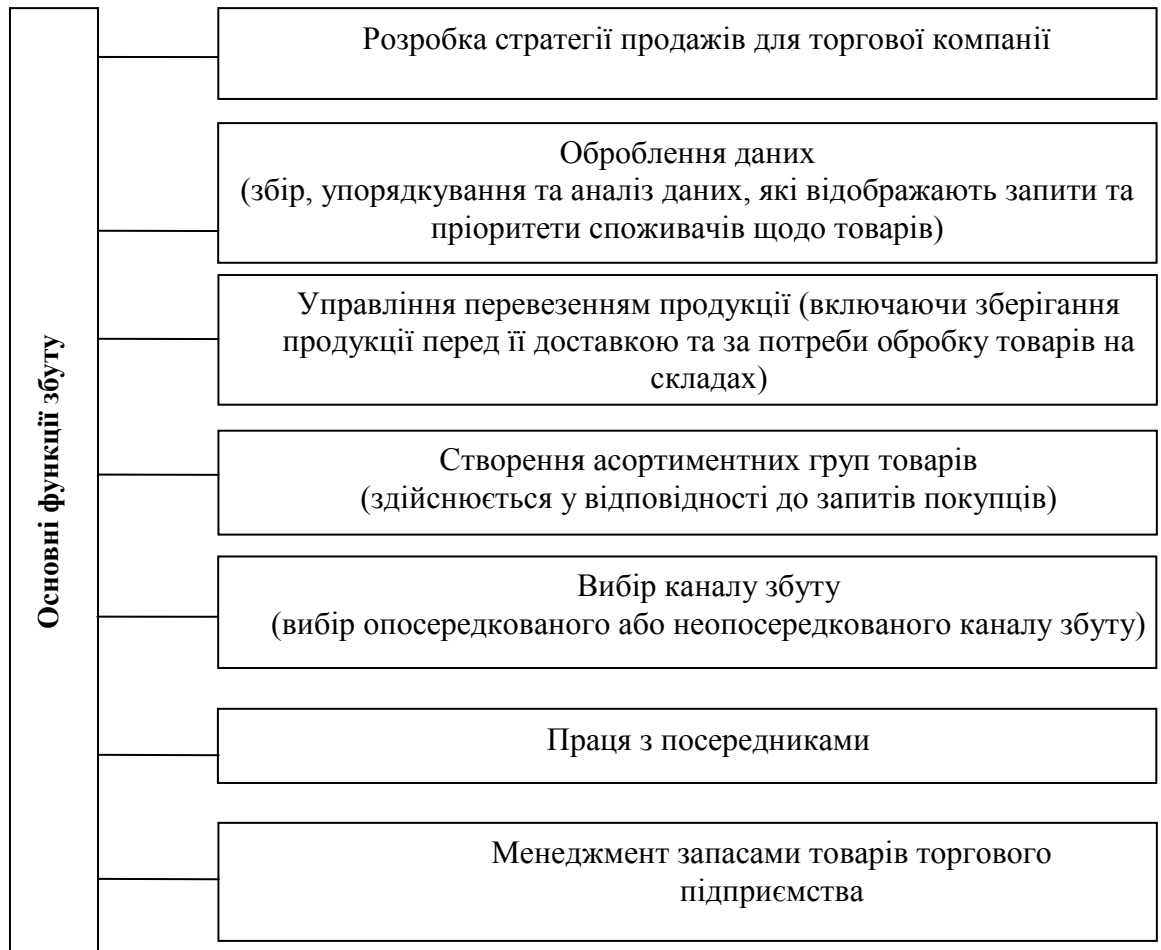 Основні функції збуту
Розробка стратегії продажів для торгової компанії
Оброблення даних
(збір, упорядкування та аналіз даних, які відображають запити та
пріоритети споживачів щодо товарів)
Управління перевезенням продукції (включаючи зберігання
продукції перед її доставкою та за потреби обробку товарів на
складах)
Створення асортиментних груп товарів
(здійснюється у відповідності до запитів покупців)
Вибір каналу збуту
(вибір опосередкованого або неопосередкованого каналу збуту)
Праця з посередниками
Менеджмент запасами товарів торгового
підприємства